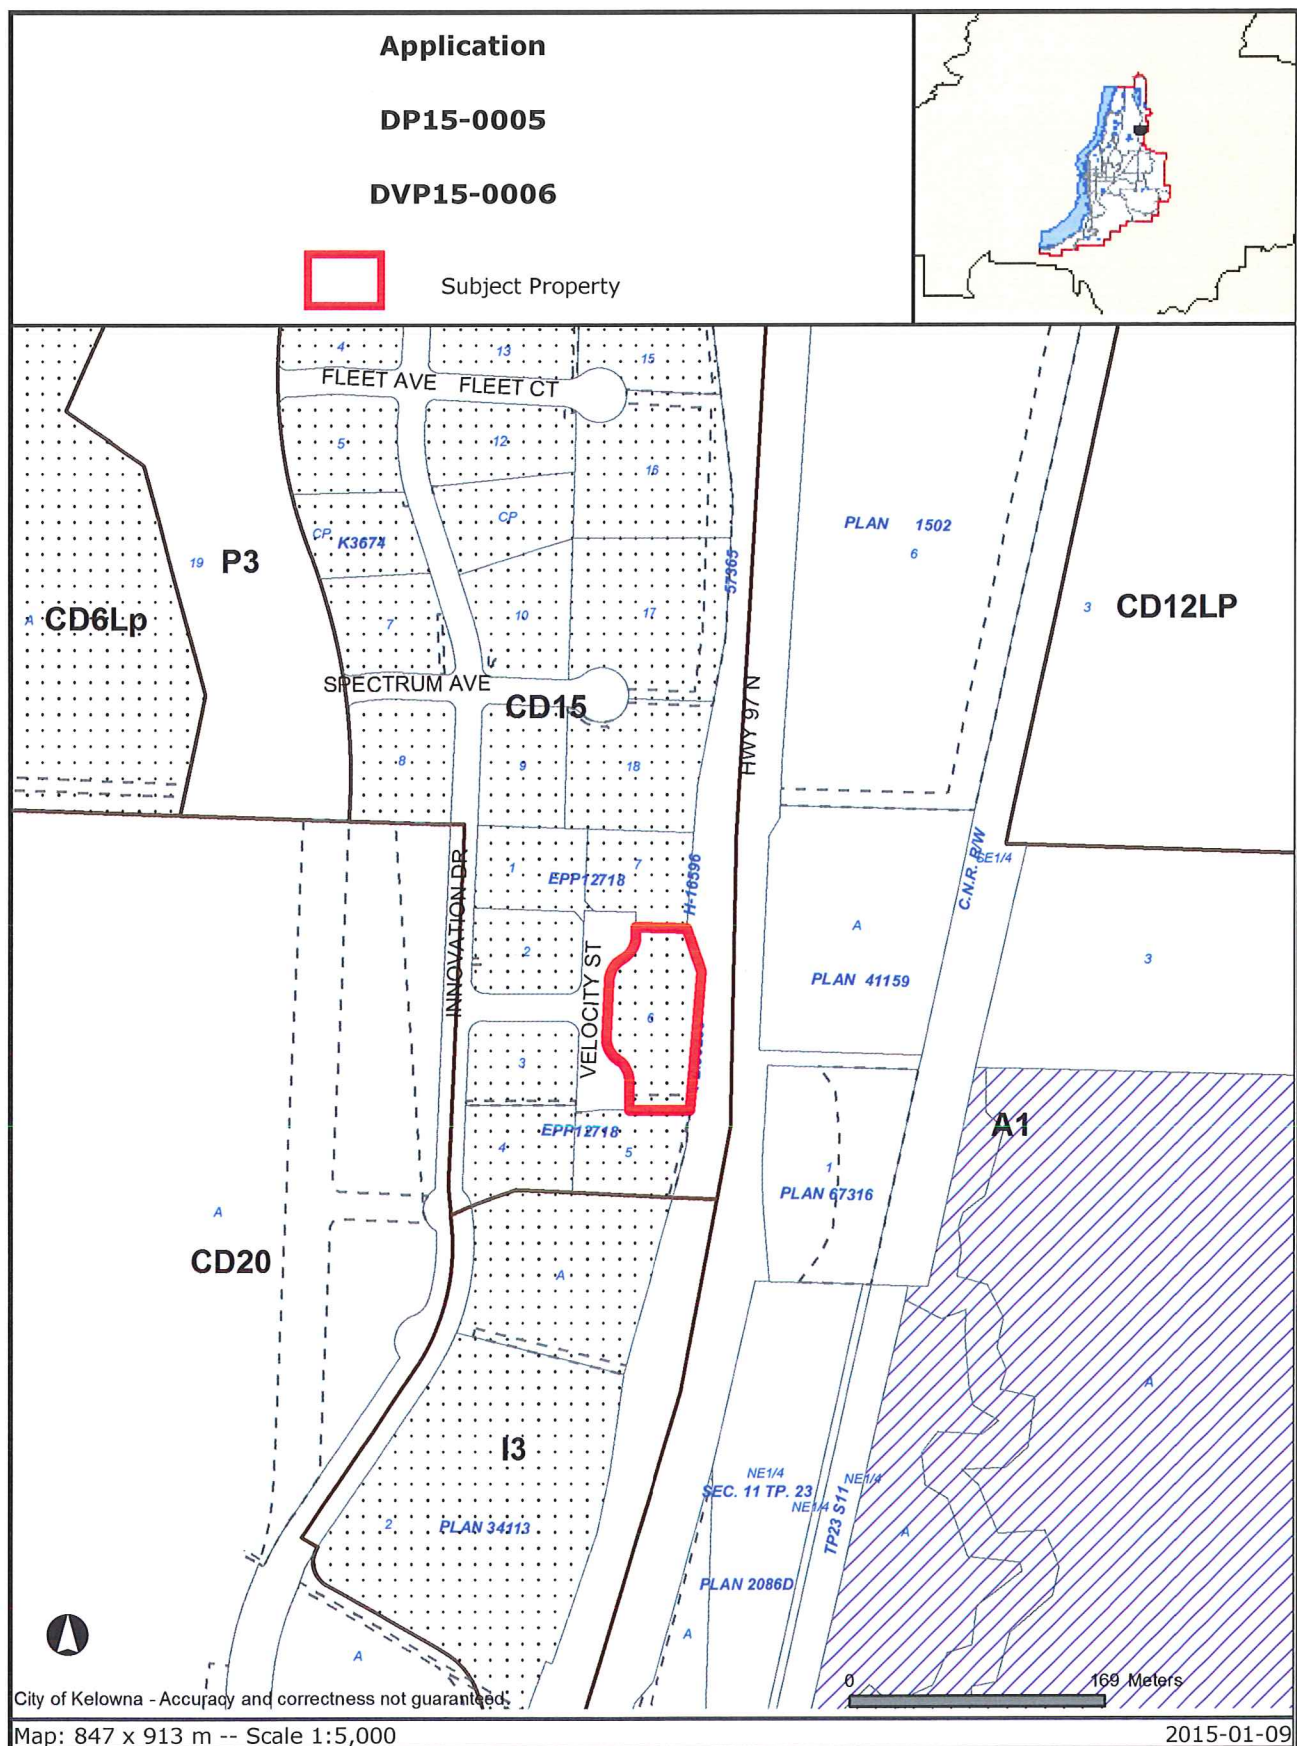 Application
DP15-0005
DVP15-0006
Subject Property
4
13
15
FLEET AVE
FLEET CT
5
12
16
CP
K3674
CP
PLAN 1502
6
57365
19
P3
A
CD6Lp
7
10
17
3
CD12LP
SPECTRUM AVE
CD15
HWY 97 N
8
9
18
C.N.R. R/W
SE1/4
1
EPP12718
7
H-16596
INNOVATION DR
2
VELOCITY ST
6
A
PLAN 41159
3
3
EPP12718
4
5
A1
1
PLAN 67316
A
CD20
A
A
I3
NE1/4
SEC. 11 TP. 23
NE1/4
NE1/4
TP23 S11
2
PLAN 34113
A
PLAN 2086D
A
A
0
169 Meters
City of Kelowna - Accuracy and correctness not guaranteed
Map: 847 x 913 m -- Scale 1:5,000
2015-01-09